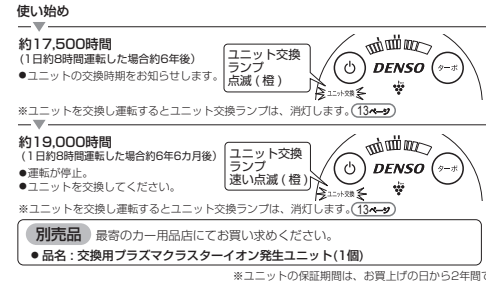 使い始め
約17,500時間
(1日約8時間運転した場合約6年後)
●ユニットの交換時期をお知らせします。
ユニット交換
ランプ
点滅(橙)
DENSO
ターボ
ユニット交換
※ユニットを交換し運転するとユニット交換ランプは、消灯します。(13ページ)
約19,000時間
(1日約8時間運転した場合約6年6カ月後)
●運転が停止。
●ユニットを交換してください。
ユニット交換
ランプ
速い点滅(橙)
DENSO
ターボ
ユニット交換
※ユニットを交換し運転するとユニット交換ランプは、消灯します。(13ページ)
別売品 最寄のカー用品店にてお買い求めください。
●品名:交換用プラズマクラスターイオン発生ユニット(1個)
※ユニットの保証期間は、お買上げの日から2年間で